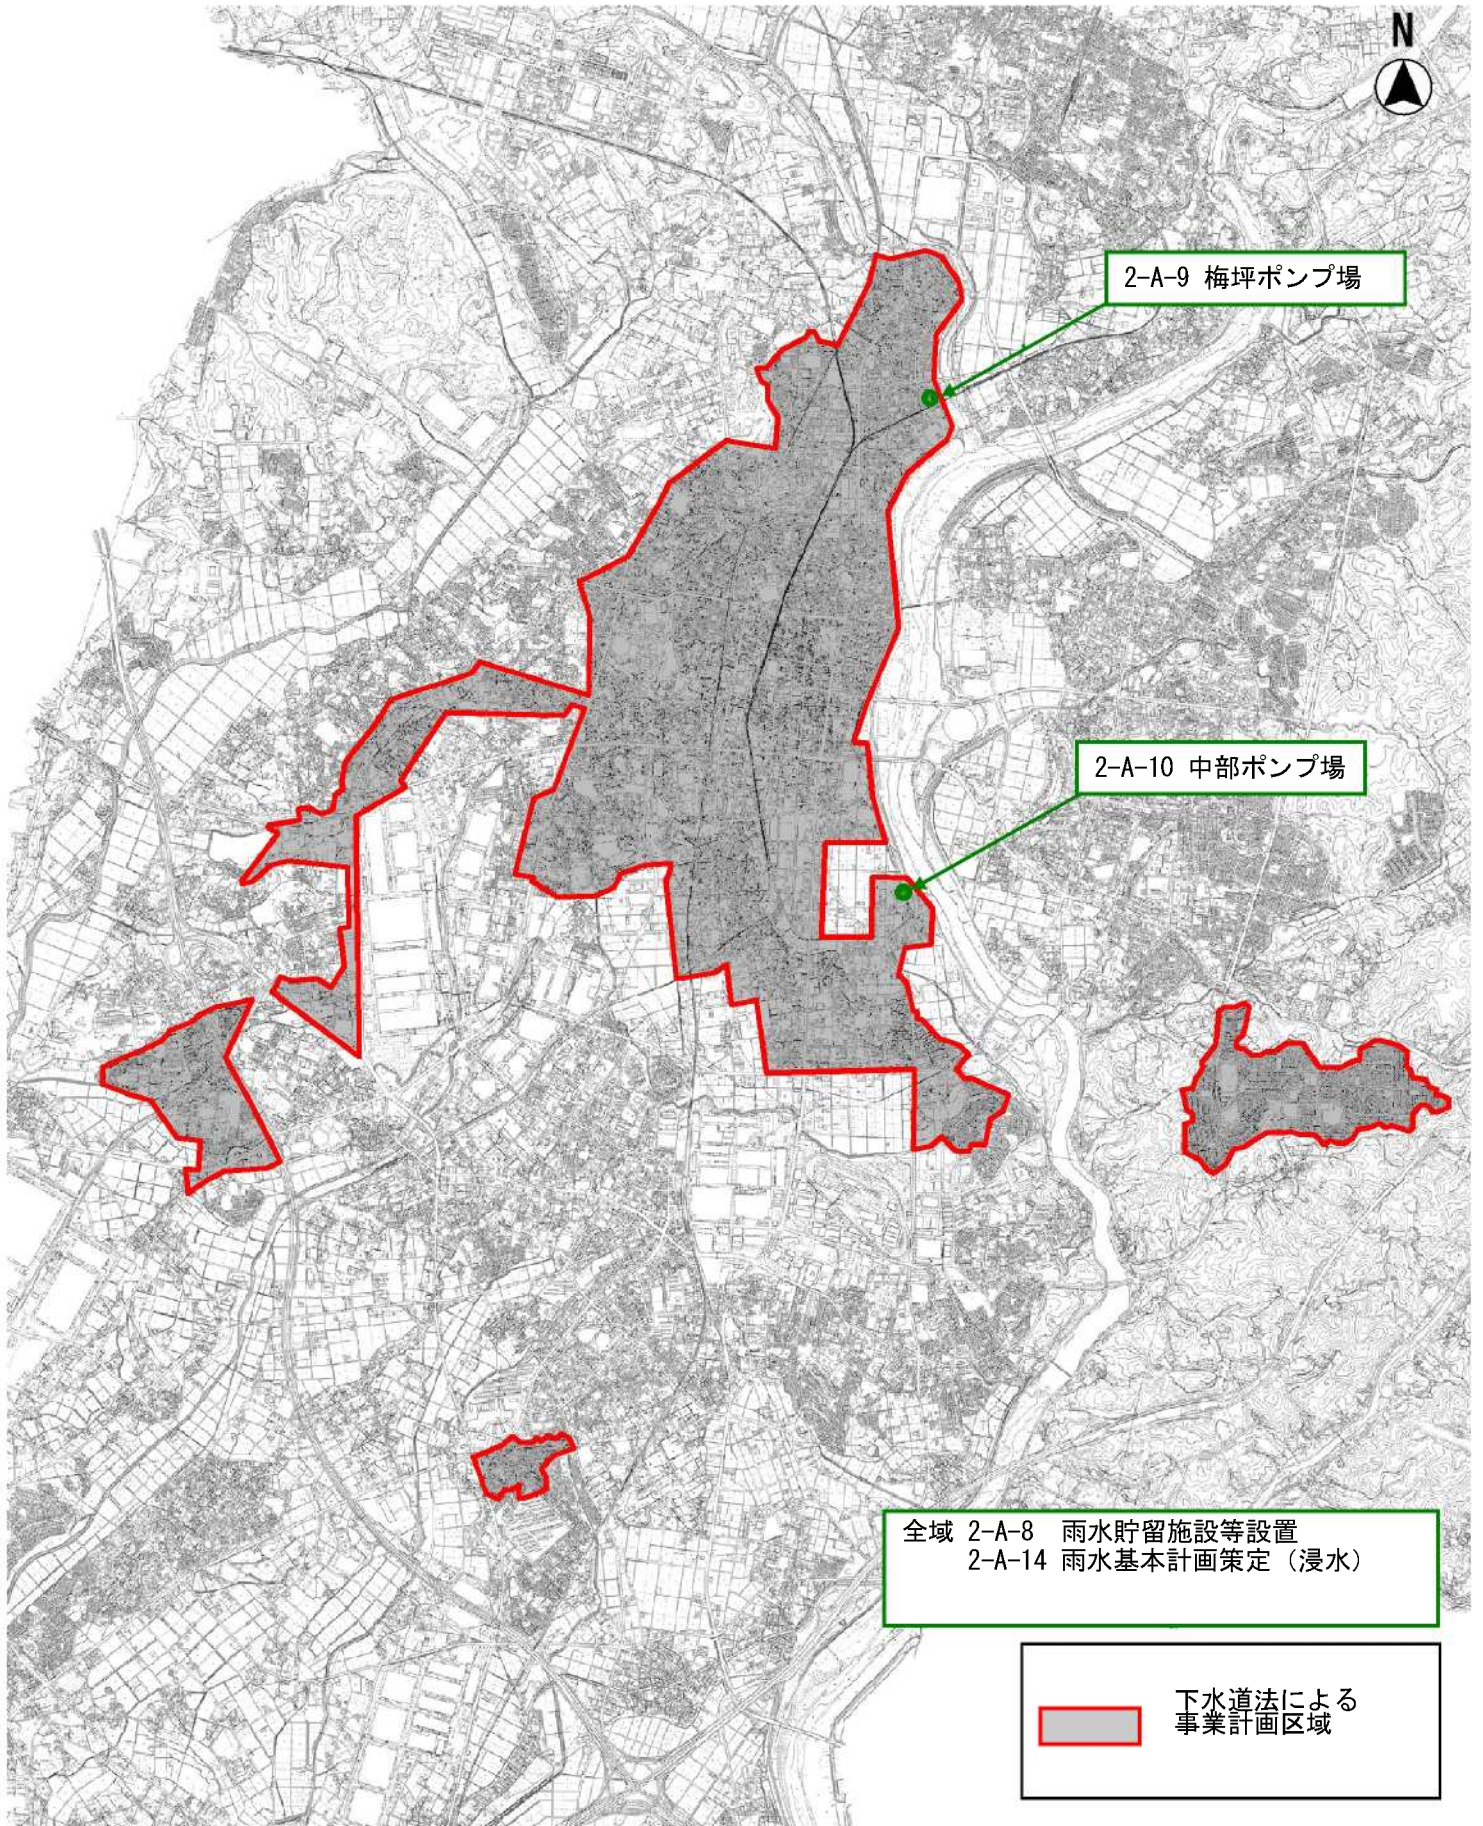 N
2-A-9 梅坪ポンプ場
2-A-10 中部ポンプ場
全域 2-A-8 雨水貯留施設等設置
2-A-14 雨水基本計画策定（浸水）
下水道法による
事業計画区域